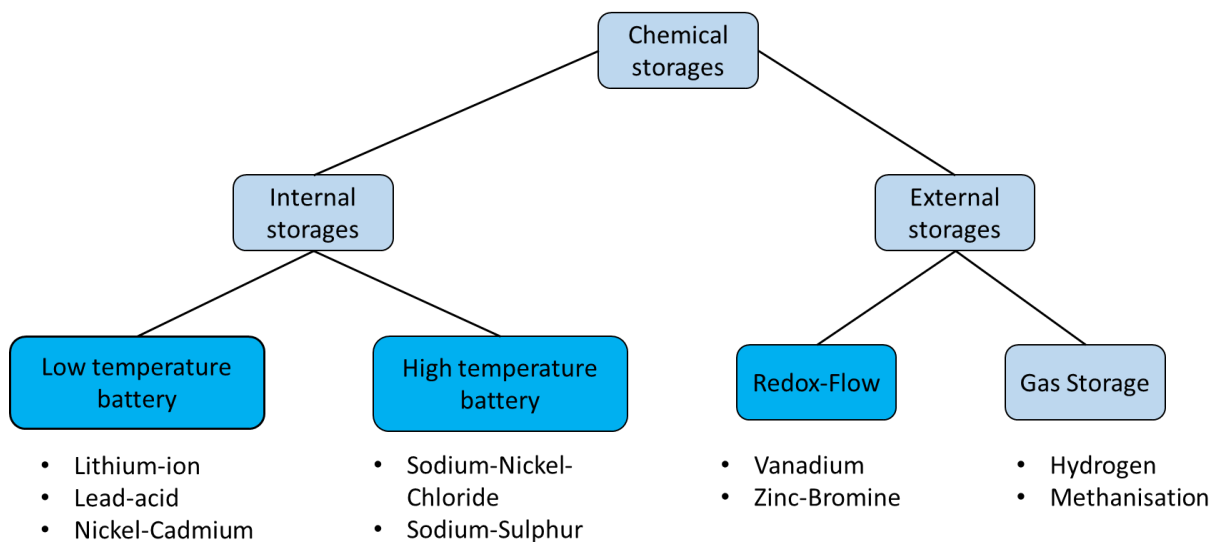 Chemical
storages
Internal
storages
External
storages
Low temperature
battery
High temperature
battery
Redox-Flow
Gas Storage
• Lithium-ion
• Lead-acid
• Nickel-Cadmium
• Sodium-Nickel-
Chloride
• Sodium-Sulphur
• Vanadium
• Zinc-Bromine
• Hydrogen
• Methanisation